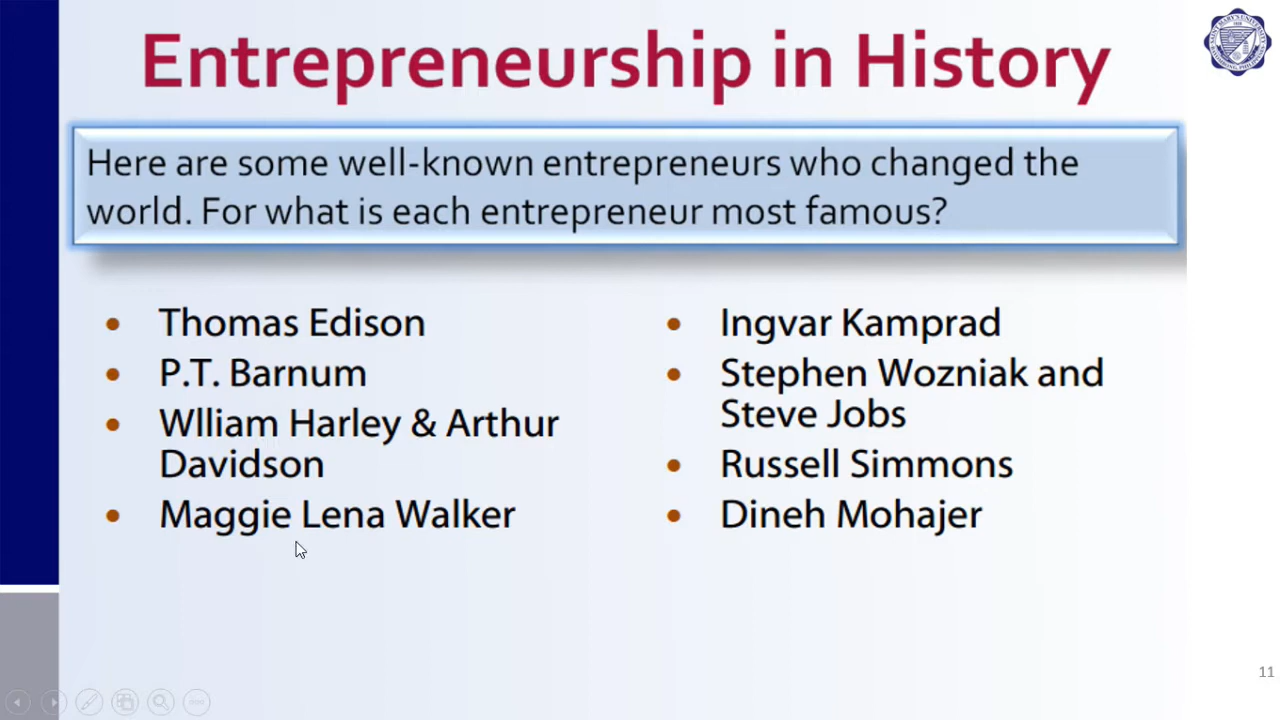 Entrepreneurship in History
Here are some well-known entrepreneurs who changed the
world. For what is each entrepreneur most famous?
• Thomas Edison
• P.T. Barnum
• Wlliam Harley & Arthur
Davidson
• Maggie Lena Walker
• Ingvar Kamprad
• Stephen Wozniak and
Steve Jobs
• Russell Simmons
• Dineh Mohajer
11